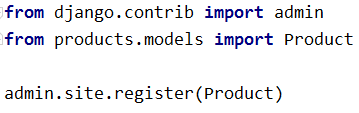 from django.contrib import admin
from products.models import Product
admin.site.register(Product)